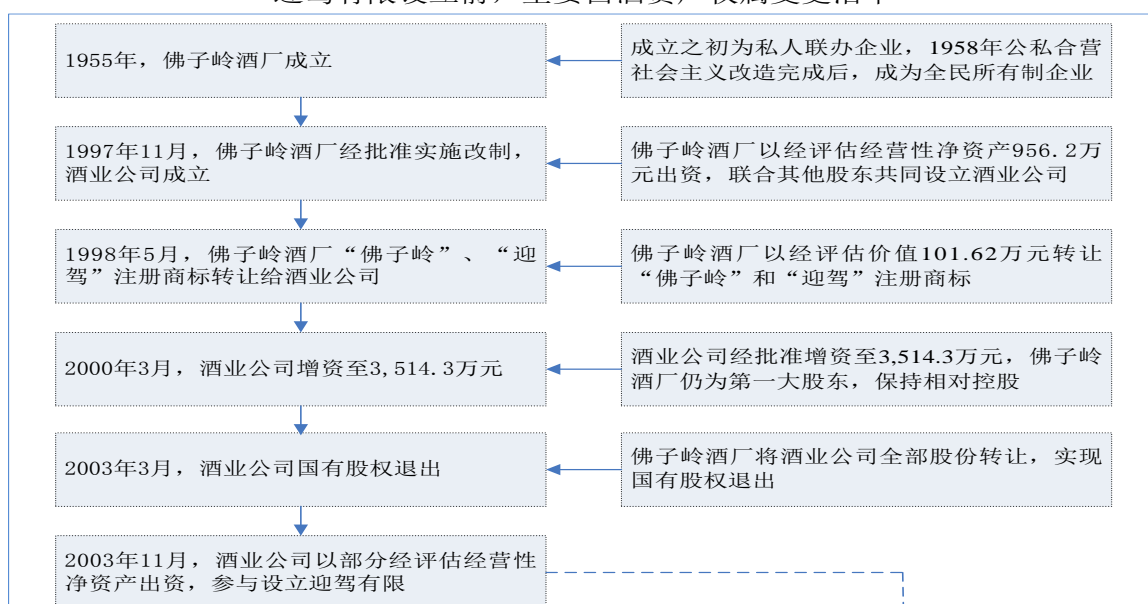 1955年，佛子岭酒厂成立
成立之初为私人联办企业，1958年公私合营
社会主义改造完成后，成为全民所有制企业
1997年11月，佛子岭酒厂经批准实施改制，
酒业公司成立
佛子岭酒厂以经评估经营性净资产956.2万
元出资，联合其他股东共同设立酒业公司
1998年5月，佛子岭酒厂“佛子岭”、“迎
驾”注册商标转让给酒业公司
佛子岭酒厂以经评估价值101.62万元转让
“佛子岭”和“迎驾”注册商标
2000年3月，酒业公司增资至3,514.3万元
酒业公司经批准增资至3,514.3万元，佛子岭
酒厂仍为第一大股东，保持相对控股
2003年3月，酒业公司国有股权退出
佛子岭酒厂将酒业公司全部股份转让，实现
国有股权退出
2003年11月，酒业公司以部分经评估经营性
净资产出资，参与设立迎驾有限